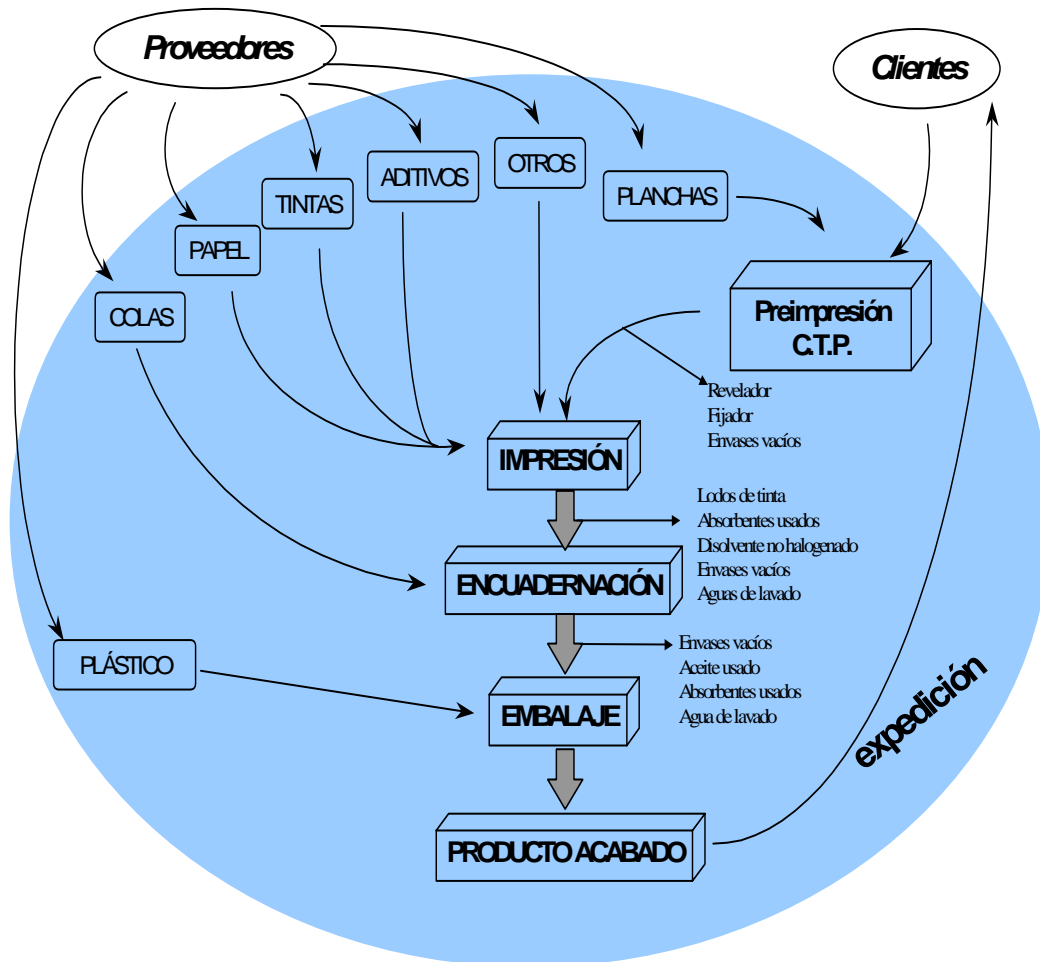 Proveedores
Clientes
ADITIVOS
OTROS
TINTAS
PLANCHAS
PAPEL
COLAS
Preimpresión
C.T.P.
Revelador
Fijador
Envases vacíos
IMPRESIÓN
Lodos de tinta
Absorbentes usados
Disolvente no halogenado
Envases vacíos
Aguas de lavado
ENCUADERNACIÓN
PLÁSTICO
Envases vacíos
Aceite usado
Absorbentes usados
Agua de lavado
EMBALAJE
expedición
PRODUCTO ACABADO